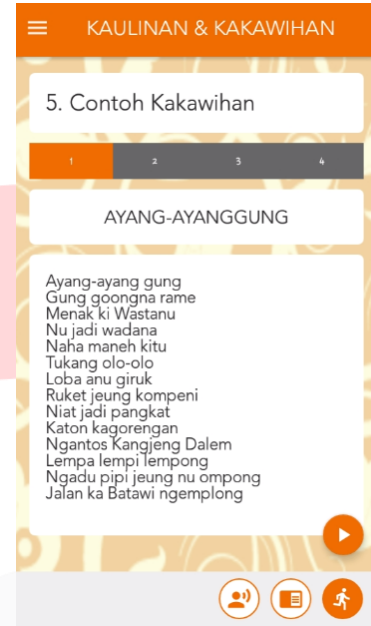 KAULINAN & KAKAWIHAN
5. Contoh Kakawihan
1 2 3 4
AYANG-AYANGGUNG
Ayang-ayang gung
Gung goongna rame
Menak ki Wastanu
Nu jadi wadana
Naha maneh kitu
Tukang olo-olo
Loba anu giruk
Ruket jeung kompeni
Niat jadi pangkat
Katon kagorengan
Ngantos Kangjeng Dalem
Lempa lempi lempong
Ngadu pipi jeung nu ompong
Jalan ka Batawi ngemplong